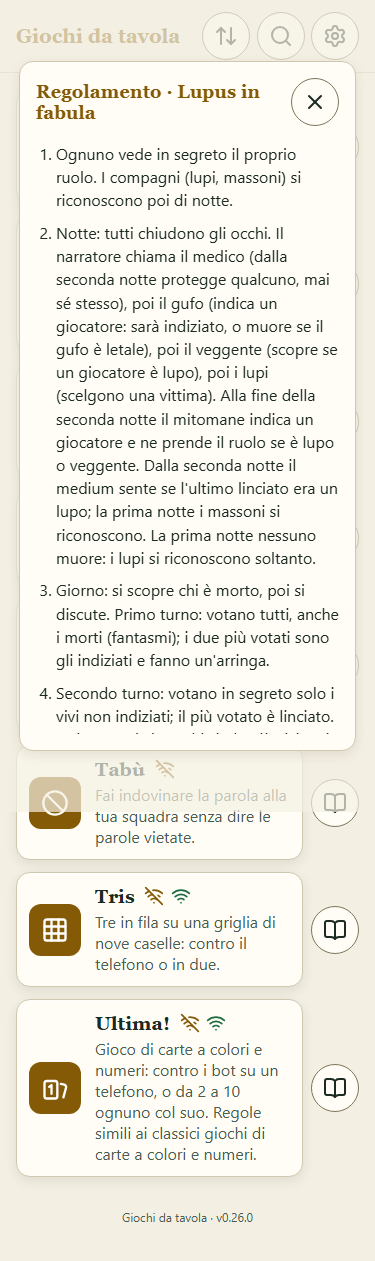 Giochi da tavola
Regolamento · Lupus in
fabula
1. Ognuno vede in segreto il proprio
ruolo. I compagni (lupi, massoni) si
riconoscono poi di notte.
2. Notte: tutti chiudono gli occhi. Il
narratore chiama il medico (dalla
seconda notte protegge qualcuno, mai
sé stesso), poi il gufo (indica un
giocatore: sarà indiziato, o muore se il
gufo è letale), poi il veggente (scopre se
un giocatore è lupo), poi i lupi
(scelgono una vittima). Alla fine della
seconda notte il mitomane indica un
giocatore e ne prende il ruolo se è lupo
o veggente. Dalla seconda notte il
medium sente se l'ultimo linciato era un
lupo; la prima notte i massoni si
riconoscono. La prima notte nessuno
muore: i lupi si riconoscono soltanto.
3. Giorno: si scopre chi è morto, poi si
discute. Primo turno: votano tutti, anche
i morti (fantasmi); i due più votati sono
gli indiziati e fanno un'arringa.
4. Secondo turno: votano in segreto solo i
vivi non indiziati; il più votato è linciato.
Tabù
Fai indovinare la parola alla
tua squadra senza dire le
parole vietate.
Tris
Tre in fila su una griglia di
nove caselle: contro il
telefono o in due.
Ultima!
Gioco di carte a colori e
numeri: contro i bot su un
telefono, o da 2 a 10
ognuno col suo. Regole
simili ai classici giochi di
carte a colori e numeri.
Giochi da tavola · v0.26.0